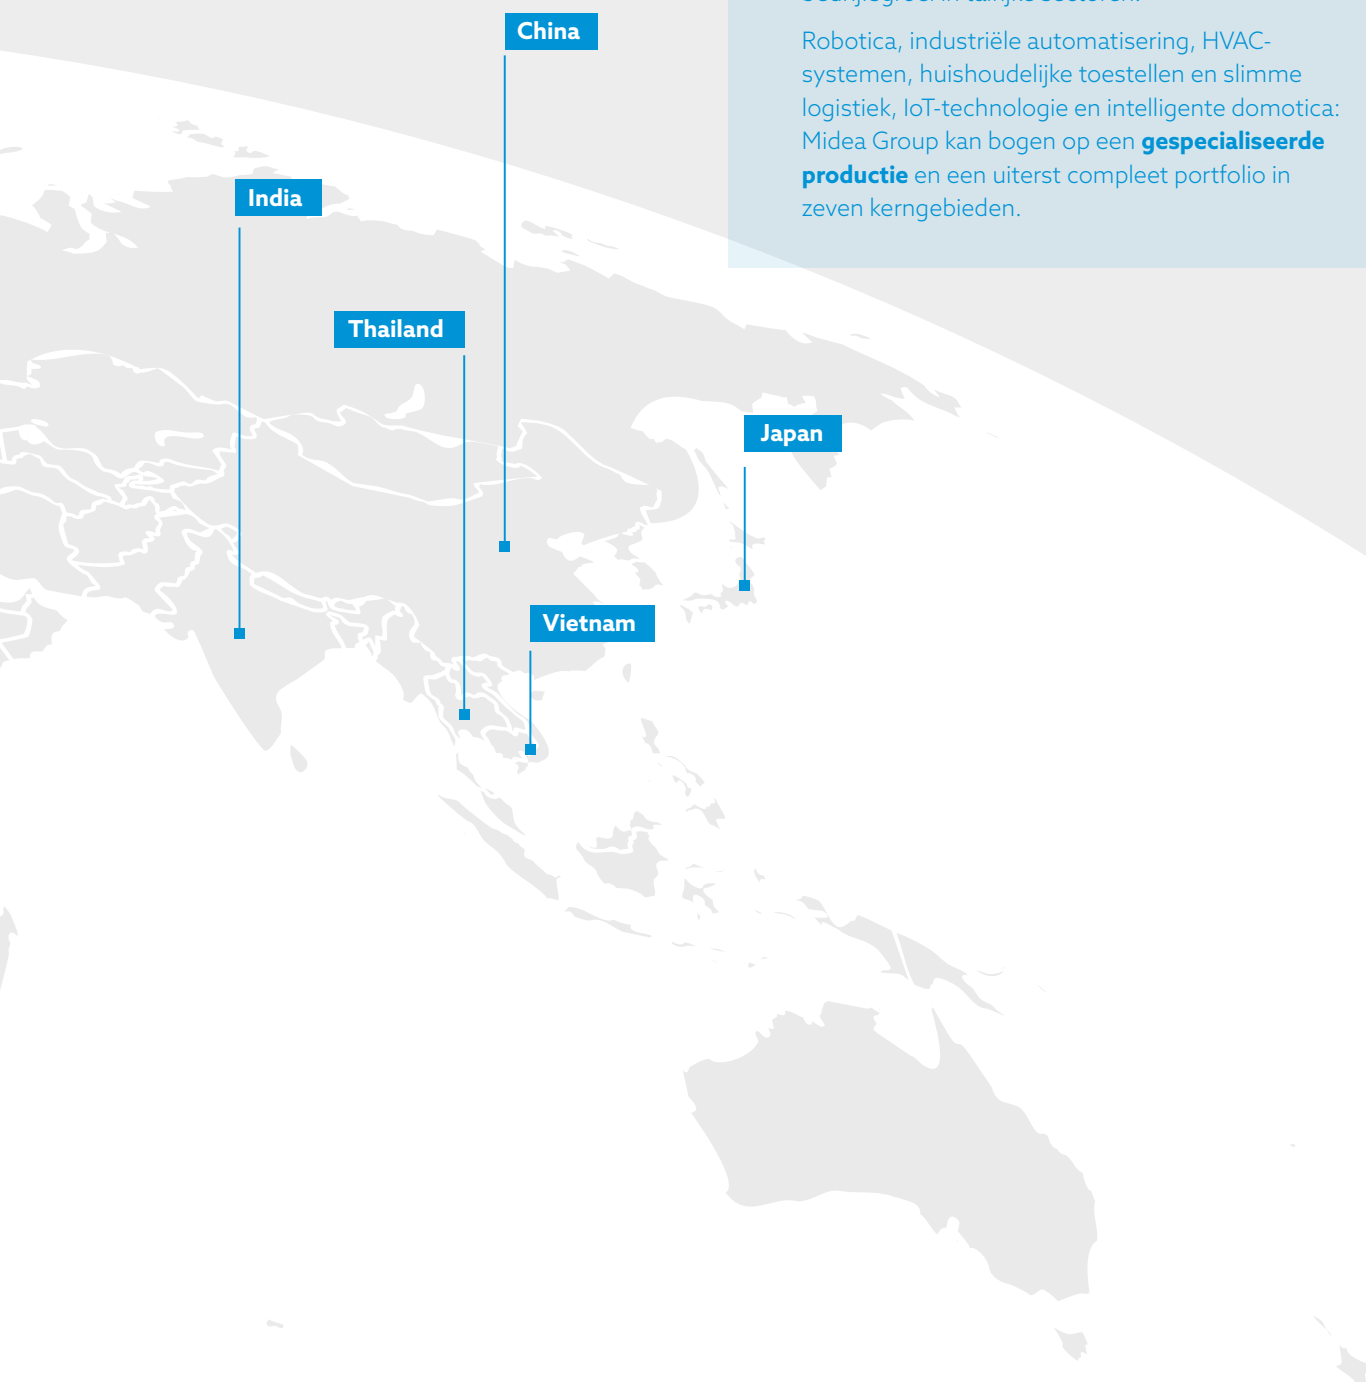 China
Robotica, industriële automatisering, HVAC-
systemen, huishoudelijke toestellen en slimme
logistiek, IoT-technologie en intelligente domotica:
Midea Group kan bogen op een gespecialiseerde
productie en een uiterst compleet portfolio in
zeven kerngebieden.
India
Thailand
Japan
Vietnam